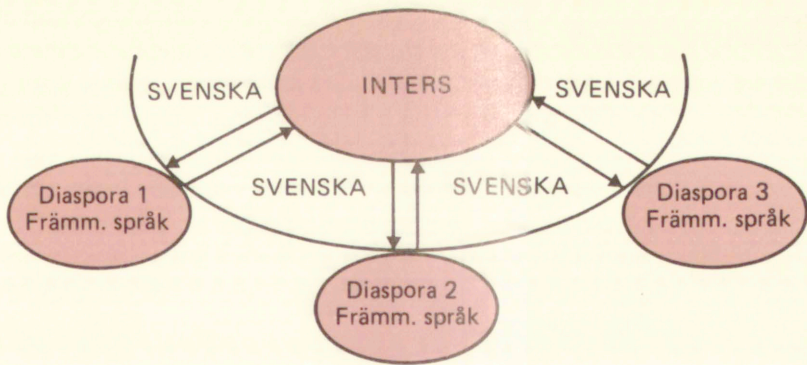 SVENSKA
INTERS
SVENSKA
Diaspora 1
Främm. språk
SVENSKA
SVENSKA
Diaspora 3
Främm. språk
Diaspora 2
Främm. språk